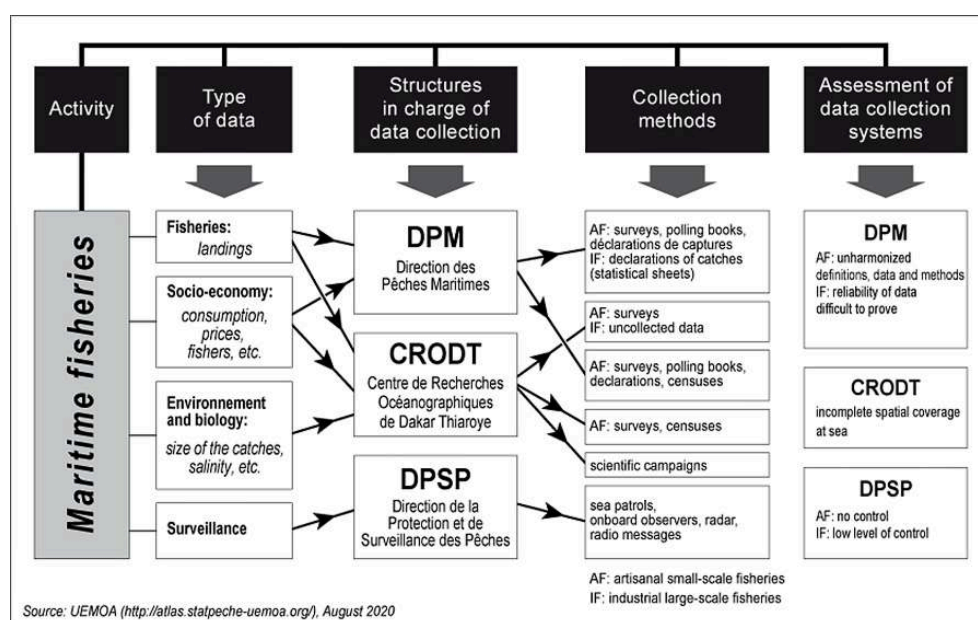 Activity
Type
of data
Structures
in charge of
data collection
Collection
methods
Assessment of
data collection
systems
Maritime fisheries
Fisheries:
landings
Socio-economy:
consumption,
prices,
fishers, etc.
Environnement
and biology:
size of the catches,
salinity, etc.
Surveillance
DPM
Direction des
Pêches Maritimes
CRODT
Centre de Recherches
Océanographiques
de Dakar Thiaroye
DPSP
Direction de la
Protection et de
Surveillance des Pêches
AF: surveys, polling books,
déclarations de captures
IF: declarations of catches
(statistical sheets)
AF: surveys
IF: uncollected data
AF: surveys, polling books,
declarations, censuses
AF: surveys, censuses
scientific campaigns
sea patrols,
onboard observers, radar,
radio messages
DPM
AF: unharmonized
definitions, data and methods
IF: reliability of data
difficult to prove
CRODT
incomplete spatial coverage
at sea
DPSP
AF: no control
IF: low level of control
AF: artisanal small-scale fisheries
IF: industrial large-scale fisheries
Source: UEMOA (http://atlas.statpeche-uemoa.org/), August 2020